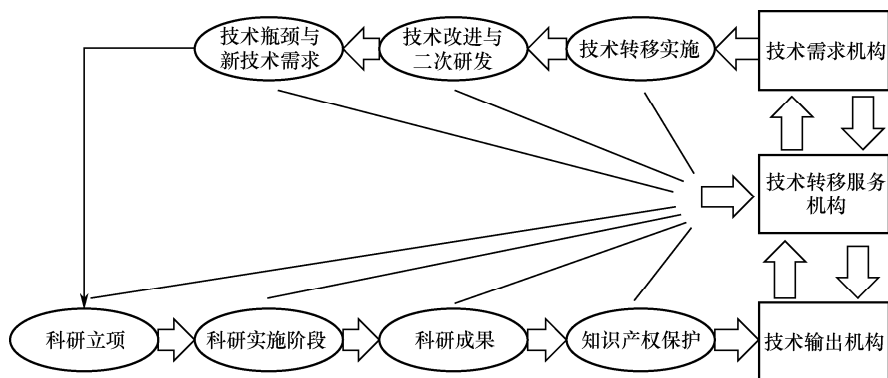 技术瓶颈与
新技术需求
技术改进与
二次研发
技术转移实施
技术需求机构
技术转移服务
机构
科研立项
科研实施阶段
科研成果
知识产权保护
技术输出机构